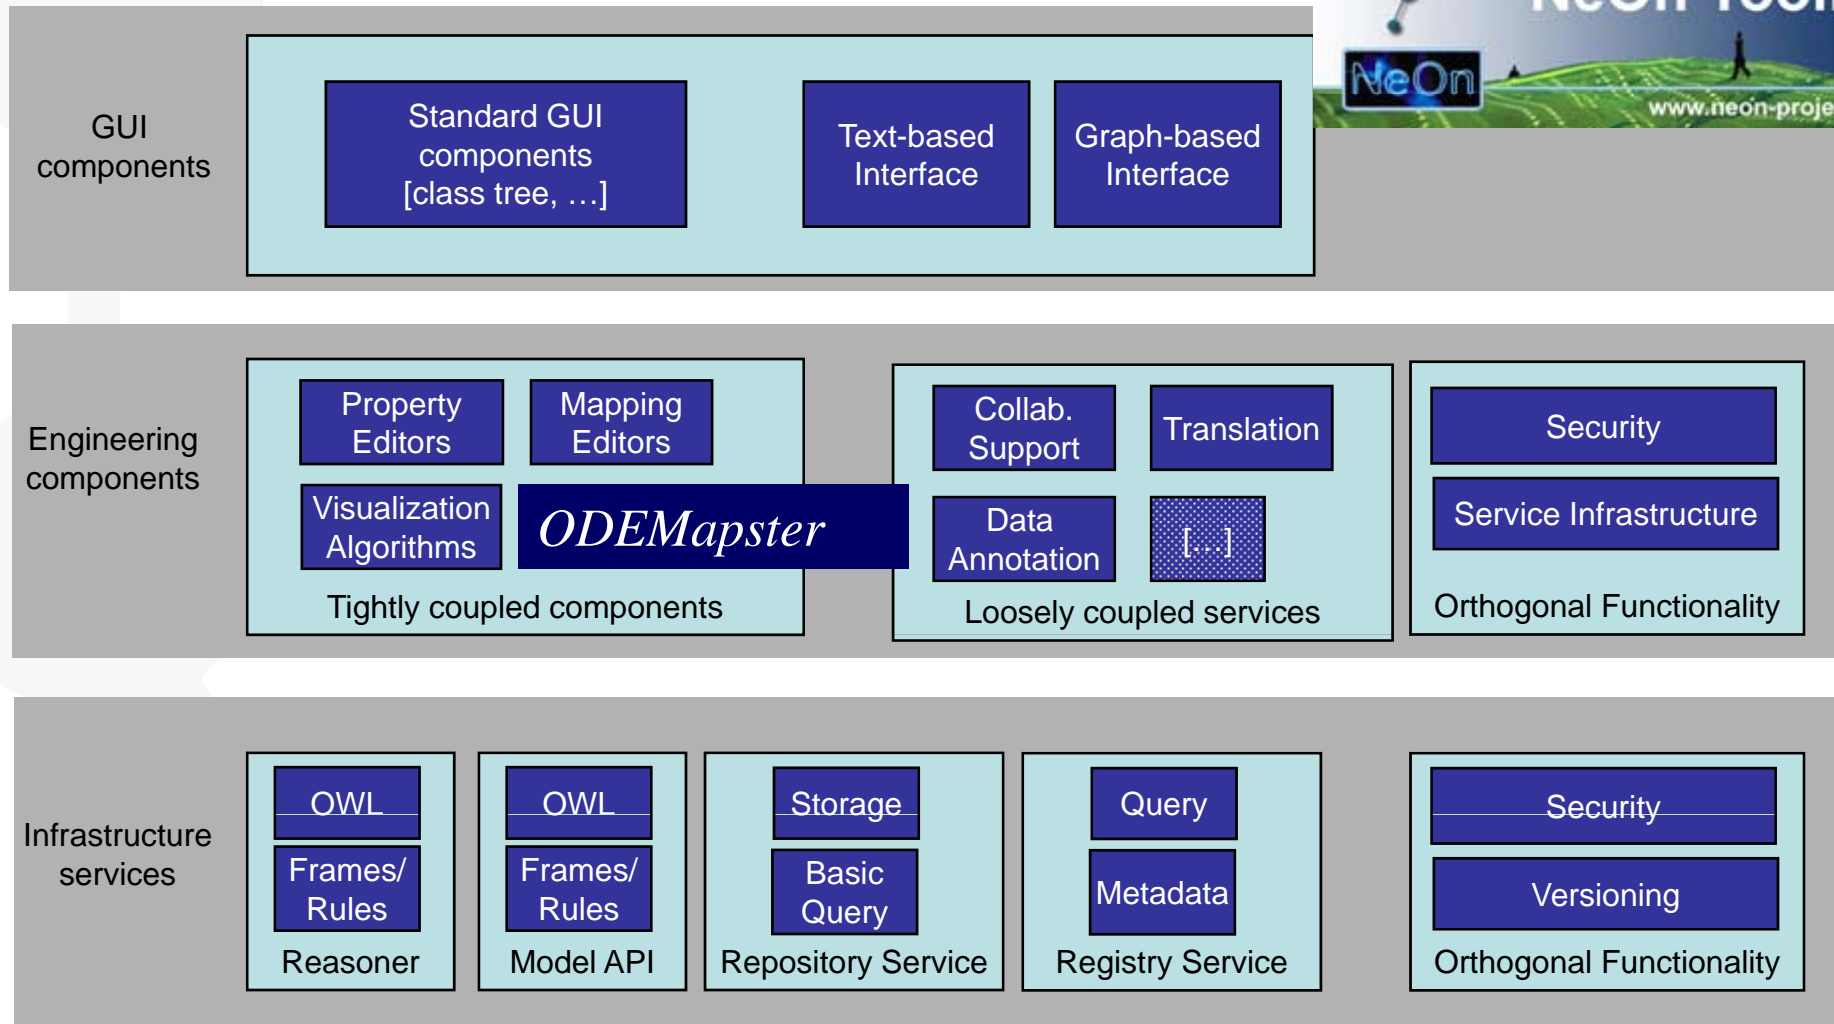 NeOn
www.neon-proje
GUI
components
Standard GUI
components
[class tree, …]
Text-based
Interface
Graph-based
Interface
Engineering
components
Property
Editors
Mapping
Editors
Visualization
Algorithms
ODEMapster
Tightly coupled components
Collab.
Support
Translation
Data
Annotation
[…]
Loosely coupled services
Security
Service Infrastructure
Orthogonal Functionality
Infrastructure
services
OWL
Frames/
Rules
Reasoner
OWL
Frames/
Rules
Model API
Storage
Basic
Query
Repository Service
Query
Metadata
Registry Service
Security
Versioning
Orthogonal Functionality